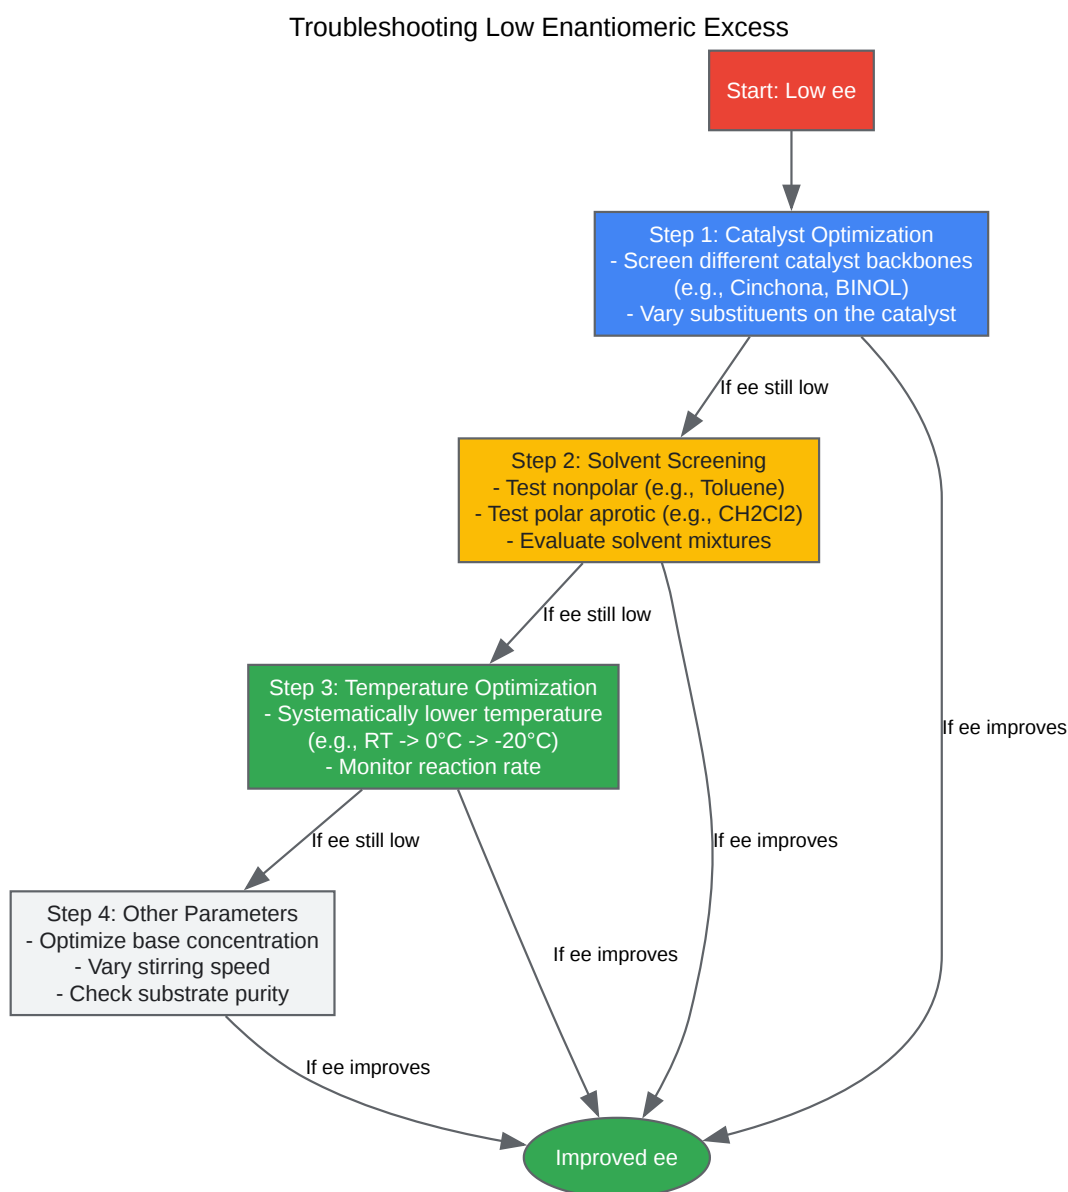 Troubleshooting Low Enantiomeric Excess
Start: Low ee
Step 1: Catalyst Optimization
- Screen different catalyst backbones
(e.g., Cinchona, BINOL)
- Vary substituents on the catalyst
If ee still low
Step 2: Solvent Screening
- Test nonpolar (e.g., Toluene)
- Test polar aprotic (e.g., CH2Cl2)
- Evaluate solvent mixtures
If ee still low
Step 3: Temperature Optimization
- Systematically lower temperature
(e.g., RT -> 0°C -> -20°C)
- Monitor reaction rate
If ee improves
If ee still low
If ee improves
Step 4: Other Parameters
- Optimize base concentration
- Vary stirring speed
- Check substrate purity
If ee improves
If ee improves
Improved ee